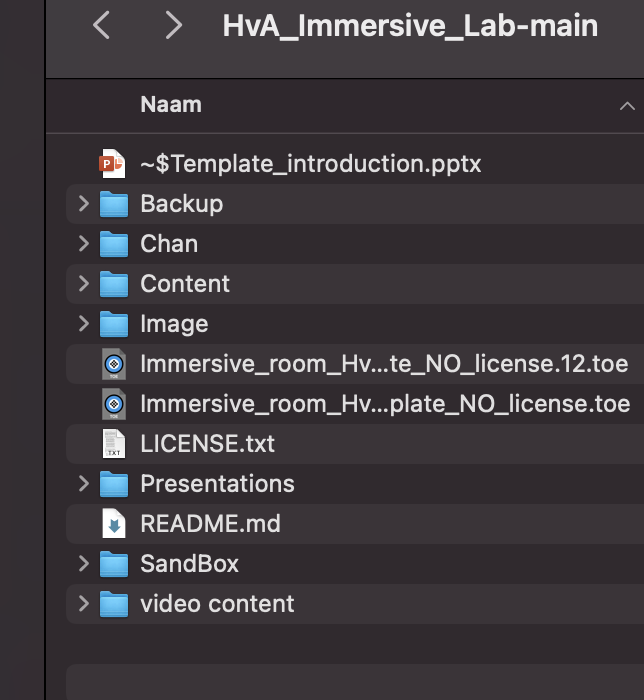 HvA_Immersive_Lab-main
Naam
~$Template_introduction.pptx
Backup
Chan
Content
Image
Immersive_room_Hv...te_NO_license.12.toe
Immersive_room_Hv...plate_NO_license.toe
LICENSE.txt
Presentations
README.md
SandBox
video content